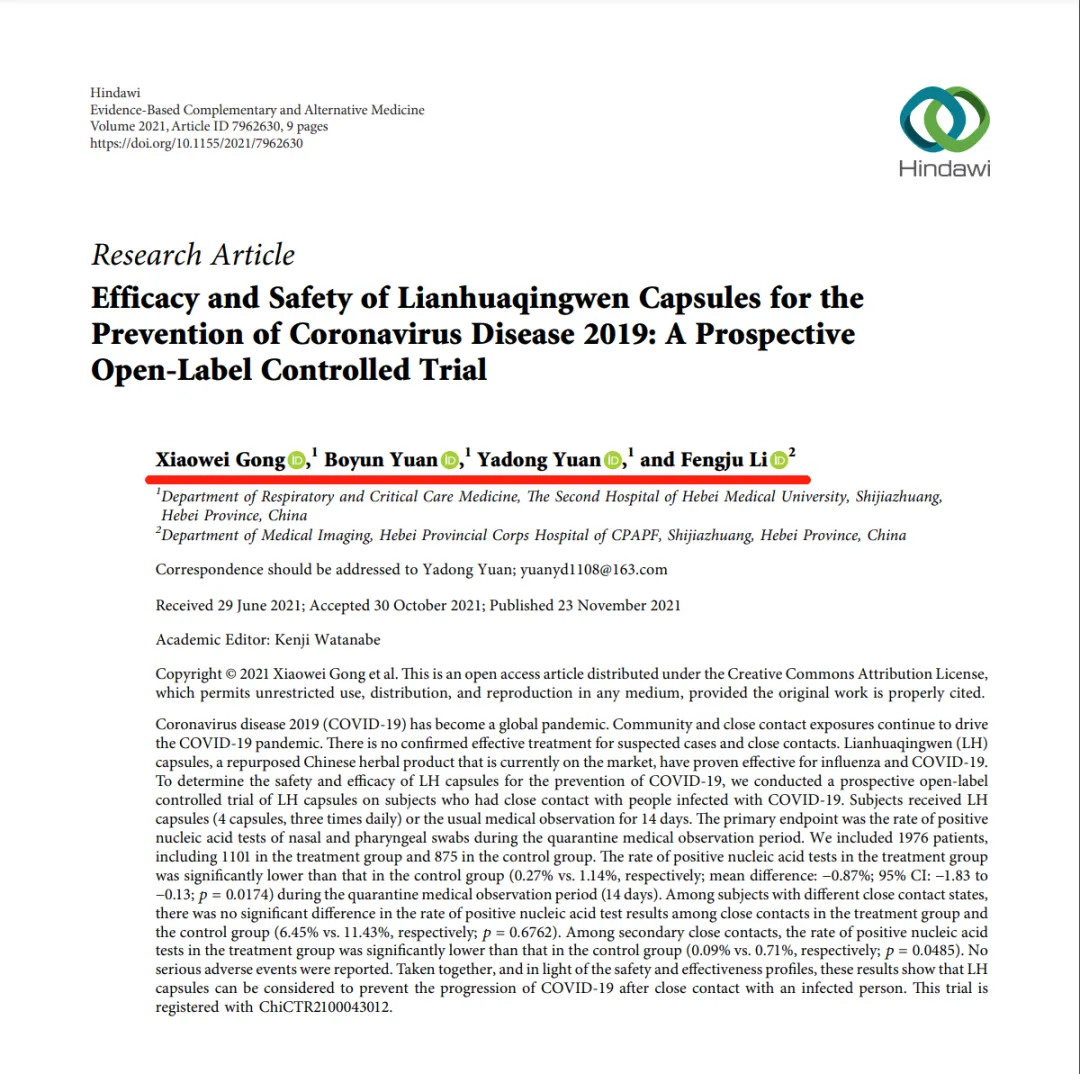 Hindawi
Evidence-Based Complementary and Alternative Medicine
Volume 2021, Article ID 7962630, 9 pages
https://doi.org/10.1155/2021/7962630
Hindawi
Research Article
Efficacy and Safety of Lianhuaqingwen Capsules for the
Prevention of Coronavirus Disease 2019: A Prospective
Open-Label Controlled Trial
Xiaowei Gong iD,1 Boyun Yuan iD,1 Yadong Yuan iD,1 and Fengju Li iD2
1Department of Respiratory and Critical Care Medicine, The Second Hospital of Hebei Medical University, Shijiazhuang,
Hebei Province, China
2Department of Medical Imaging, Hebei Provincial Corps Hospital of CPAPF, Shijiazhuang, Hebei Province, China
Correspondence should be addressed to Yadong Yuan; yuanyd1108@163.com
Received 29 June 2021; Accepted 30 October 2021; Published 23 November 2021
Academic Editor: Kenji Watanabe
Copyright © 2021 Xiaowei Gong et al. This is an open access article distributed under the Creative Commons Attribution License,
which permits unrestricted use, distribution, and reproduction in any medium, provided the original work is properly cited.
Coronavirus disease 2019 (COVID-19) has become a global pandemic. Community and close contact exposures continue to drive
the COVID-19 pandemic. There is no confirmed effective treatment for suspected cases and close contacts. Lianhuaqingwen (LH)
capsules, a repurposed Chinese herbal product that is currently on the market, have proven effective for influenza and COVID-19.
To determine the safety and efficacy of LH capsules for the prevention of COVID-19, we conducted a prospective open-label
controlled trial of LH capsules on subjects who had close contact with people infected with COVID-19. Subjects received LH
capsules (4 capsules, three times daily) or the usual medical observation for 14 days. The primary endpoint was the rate of positive
nucleic acid tests of nasal and pharyngeal swabs during the quarantine medical observation period. We included 1976 patients,
including 1101 in the treatment group and 875 in the control group. The rate of positive nucleic acid tests in the treatment group
was significantly lower than that in the control group (0.27% vs. 1.14%, respectively; mean difference: −0.87%; 95% CI: −1.83 to
−0.13; p = 0.0174) during the quarantine medical observation period (14 days). Among subjects with different close contact states,
there was no significant difference in the rate of positive nucleic acid test results among close contacts in the treatment group and
the control group (6.45% vs. 11.43%, respectively; p = 0.6762). Among secondary close contacts, the rate of positive nucleic acid
tests in the treatment group was significantly lower than that in the control group (0.09% vs. 0.71%, respectively; p = 0.0485). No
serious adverse events were reported. Taken together, and in light of the safety and effectiveness profiles, these results show that LH
capsules can be considered to prevent the progression of COVID-19 after close contact with an infected person. This trial is
registered with ChiCTR2100043012.